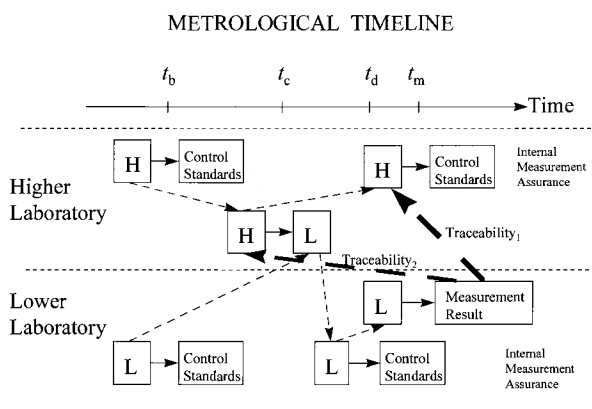 METROLOGICAL TIMELINE
tb
tc
td
tm
Time
H
Control
Standards
H
Control
Standards
Internal
Measurement
Assurance
Higher
Laboratory
H
L
Traceability1
Traceability2
Lower
Laboratory
L
Measurement
Result
L
Control
Standards
L
Control
Standards
Internal
Measurement
Assurance